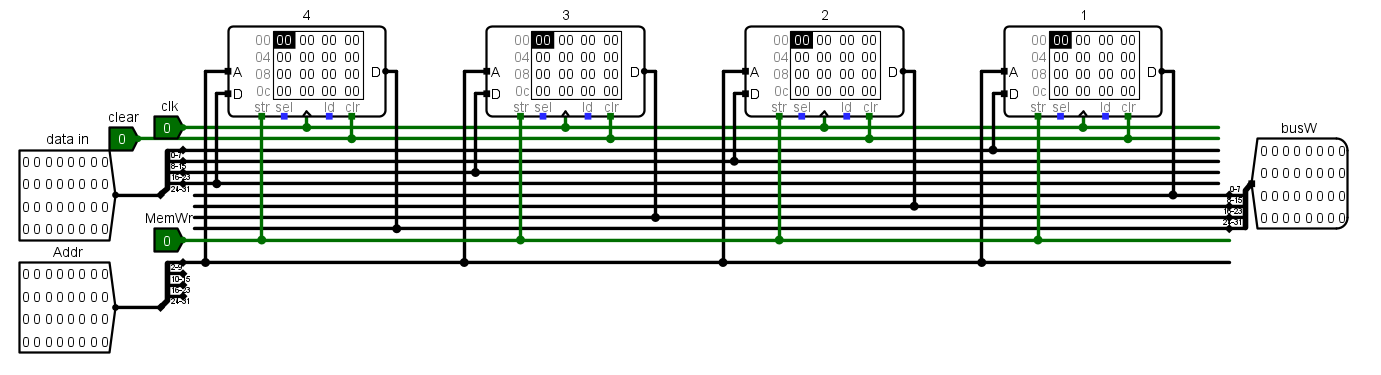 4 3 2 1
00 00 00 00 00
04 00 00 00 00
08 00 00 00 00
0c 00 00 00 00
A D D
str sel ld clr
00 00 00 00 00
04 00 00 00 00
08 00 00 00 00
0c 00 00 00 00
A D D
str sel ld clr
00 00 00 00 00
04 00 00 00 00
08 00 00 00 00
0c 00 00 00 00
A D D
str sel ld clr
00 00 00 00 00
04 00 00 00 00
08 00 00 00 00
0c 00 00 00 00
A D D
str sel ld clr
clk
0
clear
0
data in
0 0 0 0 0 0 0 0
0 0 0 0 0 0 0 0
0 0 0 0 0 0 0 0
0 0 0 0 0 0 0 0
0-7
8-15
16-23
24-31
MemWr
0
Addr
0 0 0 0 0 0 0 0
0 0 0 0 0 0 0 0
0 0 0 0 0 0 0 0
0 0 0 0 0 0 0 0
2-9
10-15
16-23
24-31
busW
0 0 0 0 0 0 0 0
0 0 0 0 0 0 0 0
0 0 0 0 0 0 0 0
0 0 0 0 0 0 0 0
0-7
8-15
16-23
24-31